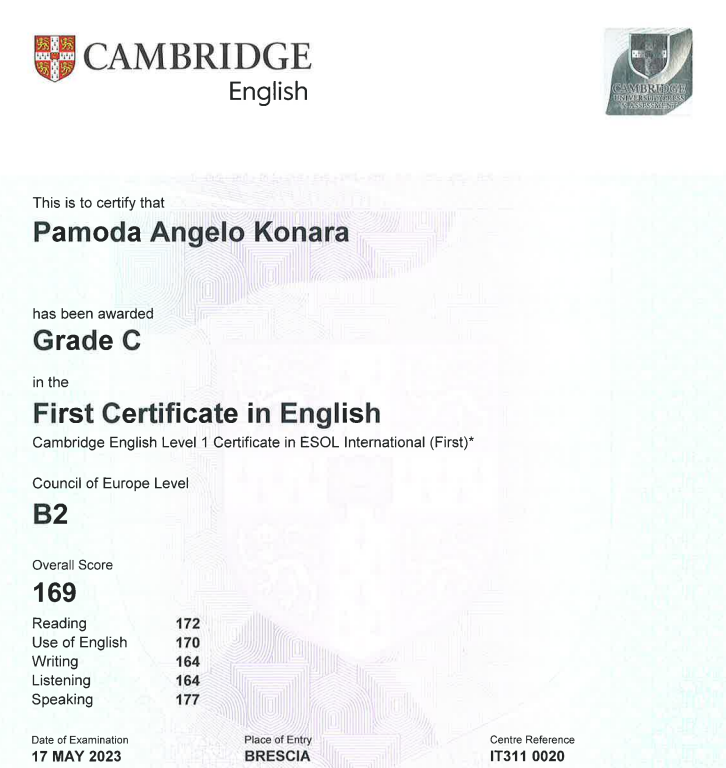 CAMBRIDGE
English
CAMBRIDGE
UNIVERSITY PRESS
& ASSESSMENT
This is to certify that
Pamoda Angelo Konara
has been awarded
Grade C
in the
First Certificate in English
Cambridge English Level 1 Certificate in ESOL International (First)*
Council of Europe Level
B2
Overall Score
169
Reading 172
Use of English 170
Writing 164
Listening 164
Speaking 177
Date of Examination Place of Entry Centre Reference
17 MAY 2023 BRESCIA IT311 0020